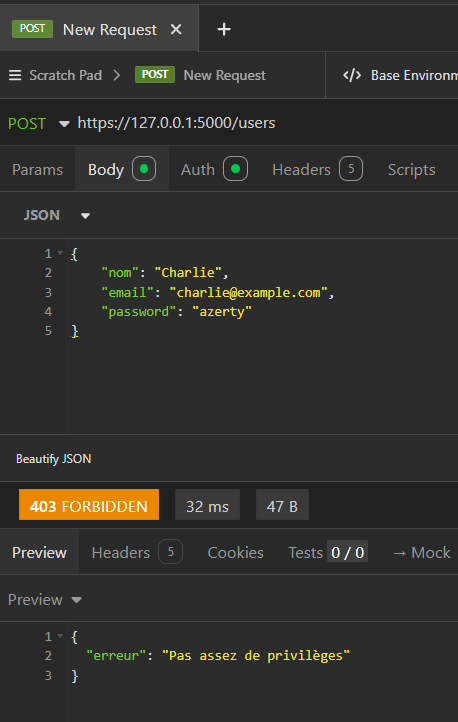 POST New Request
Scratch Pad POST New Request </> Base Environm
POST https://127.0.0.1:5000/users
Params Body Auth Headers 5 Scripts
JSON
1 {
2 "nom": "Charlie",
3 "email": "charlie@example.com",
4 "password": "azerty"
5 }
Beautify JSON
403 FORBIDDEN 32 ms 47 B
Preview Headers 5 Cookies Tests 0 / 0 → Mock
Preview
1 {
2 "erreur": "Pas assez de privilèges"
3 }